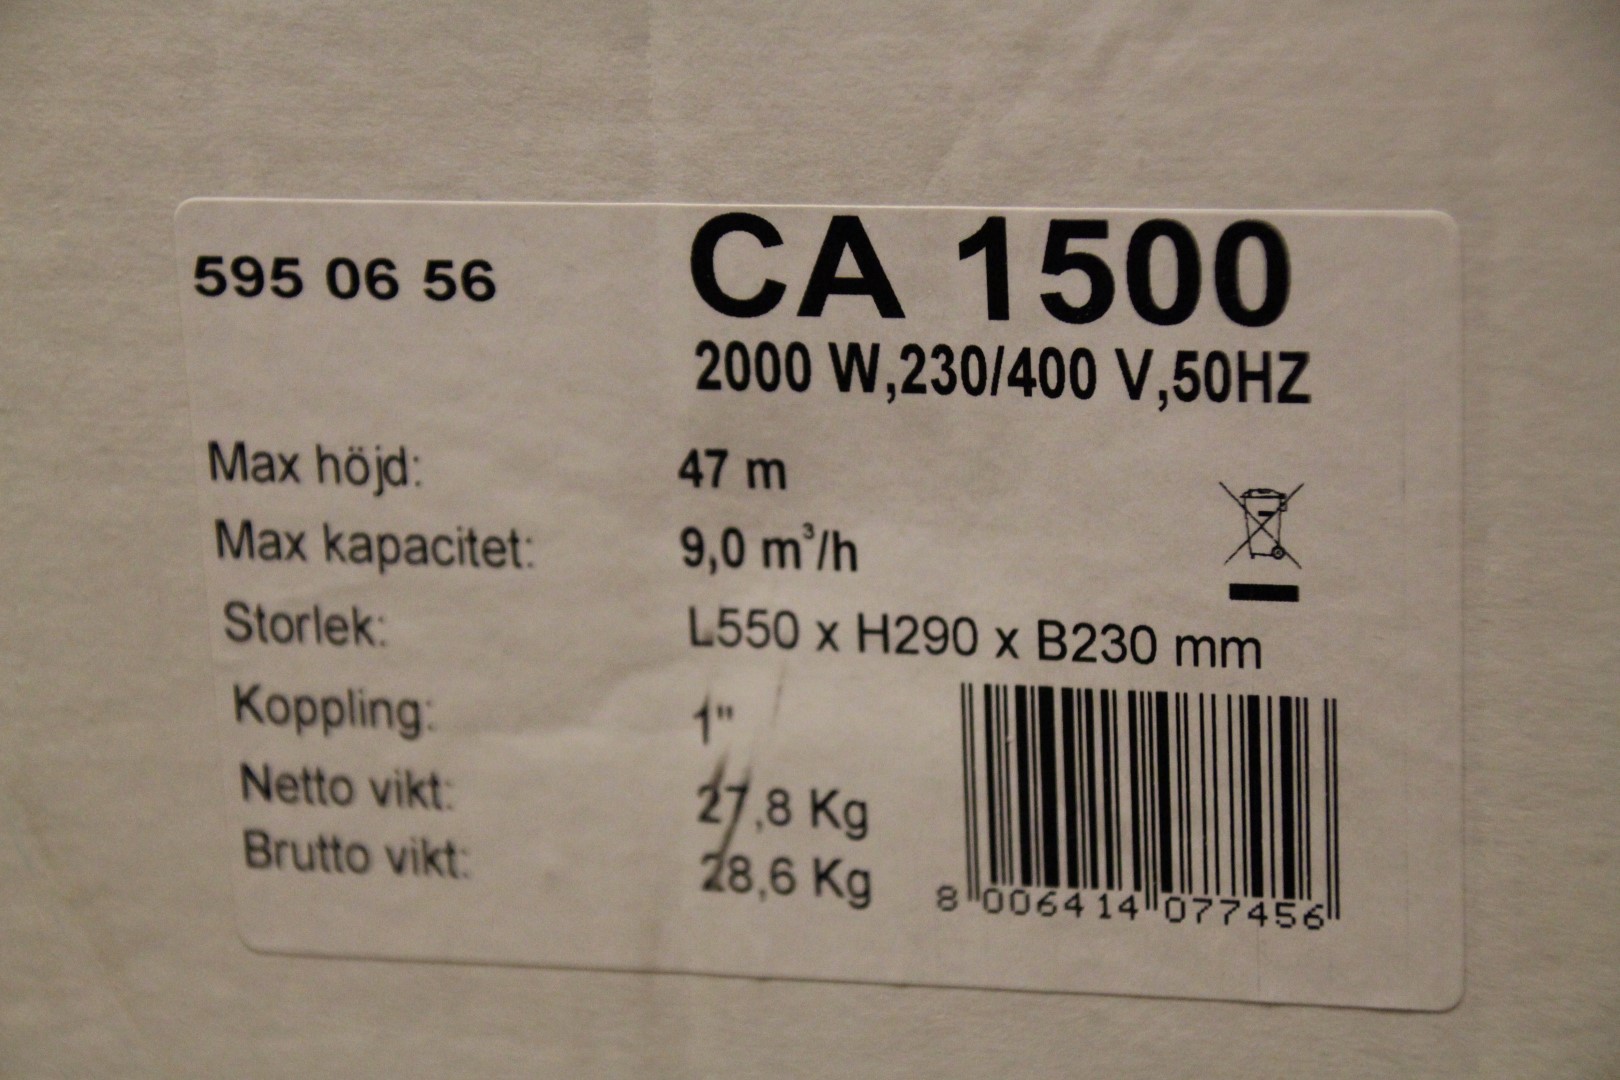 595 06 56
CA 1500
2000 W,230/400 V,50HZ
Max höjd: 47 m
Max kapacitet: 9,0 m³/h
Storlek: L550 x H290 x B230 mm
Koppling: 1"
Netto vikt: 27,8 Kg
Brutto vikt: 28,6 Kg
8 006414 077456